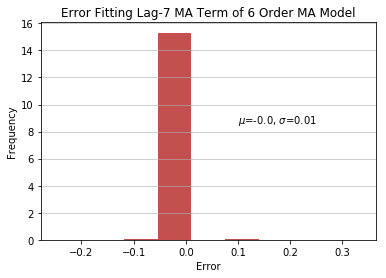 Error Fitting Lag-7 MA Term of 6 Order MA Model
16
14
12
10
8
6
4
2
0
Frequency
μ=-0.0, σ=0.01
−0.2 −0.1 0.0 0.1 0.2 0.3
Error